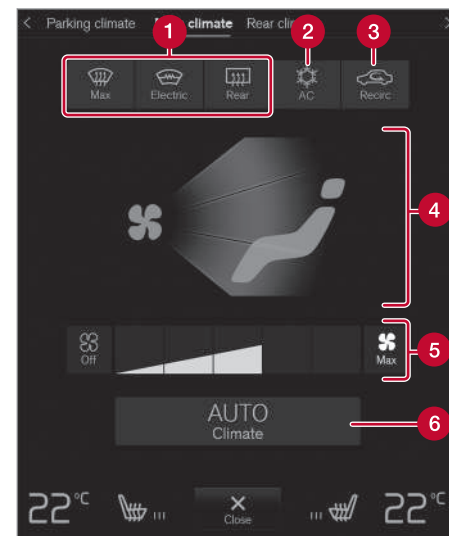 Parking climate climate Rear
1 2 3
Max Electric Rear AC Recirc
4
Off Max 5
AUTO 6
Climate
22°C Close 22°C